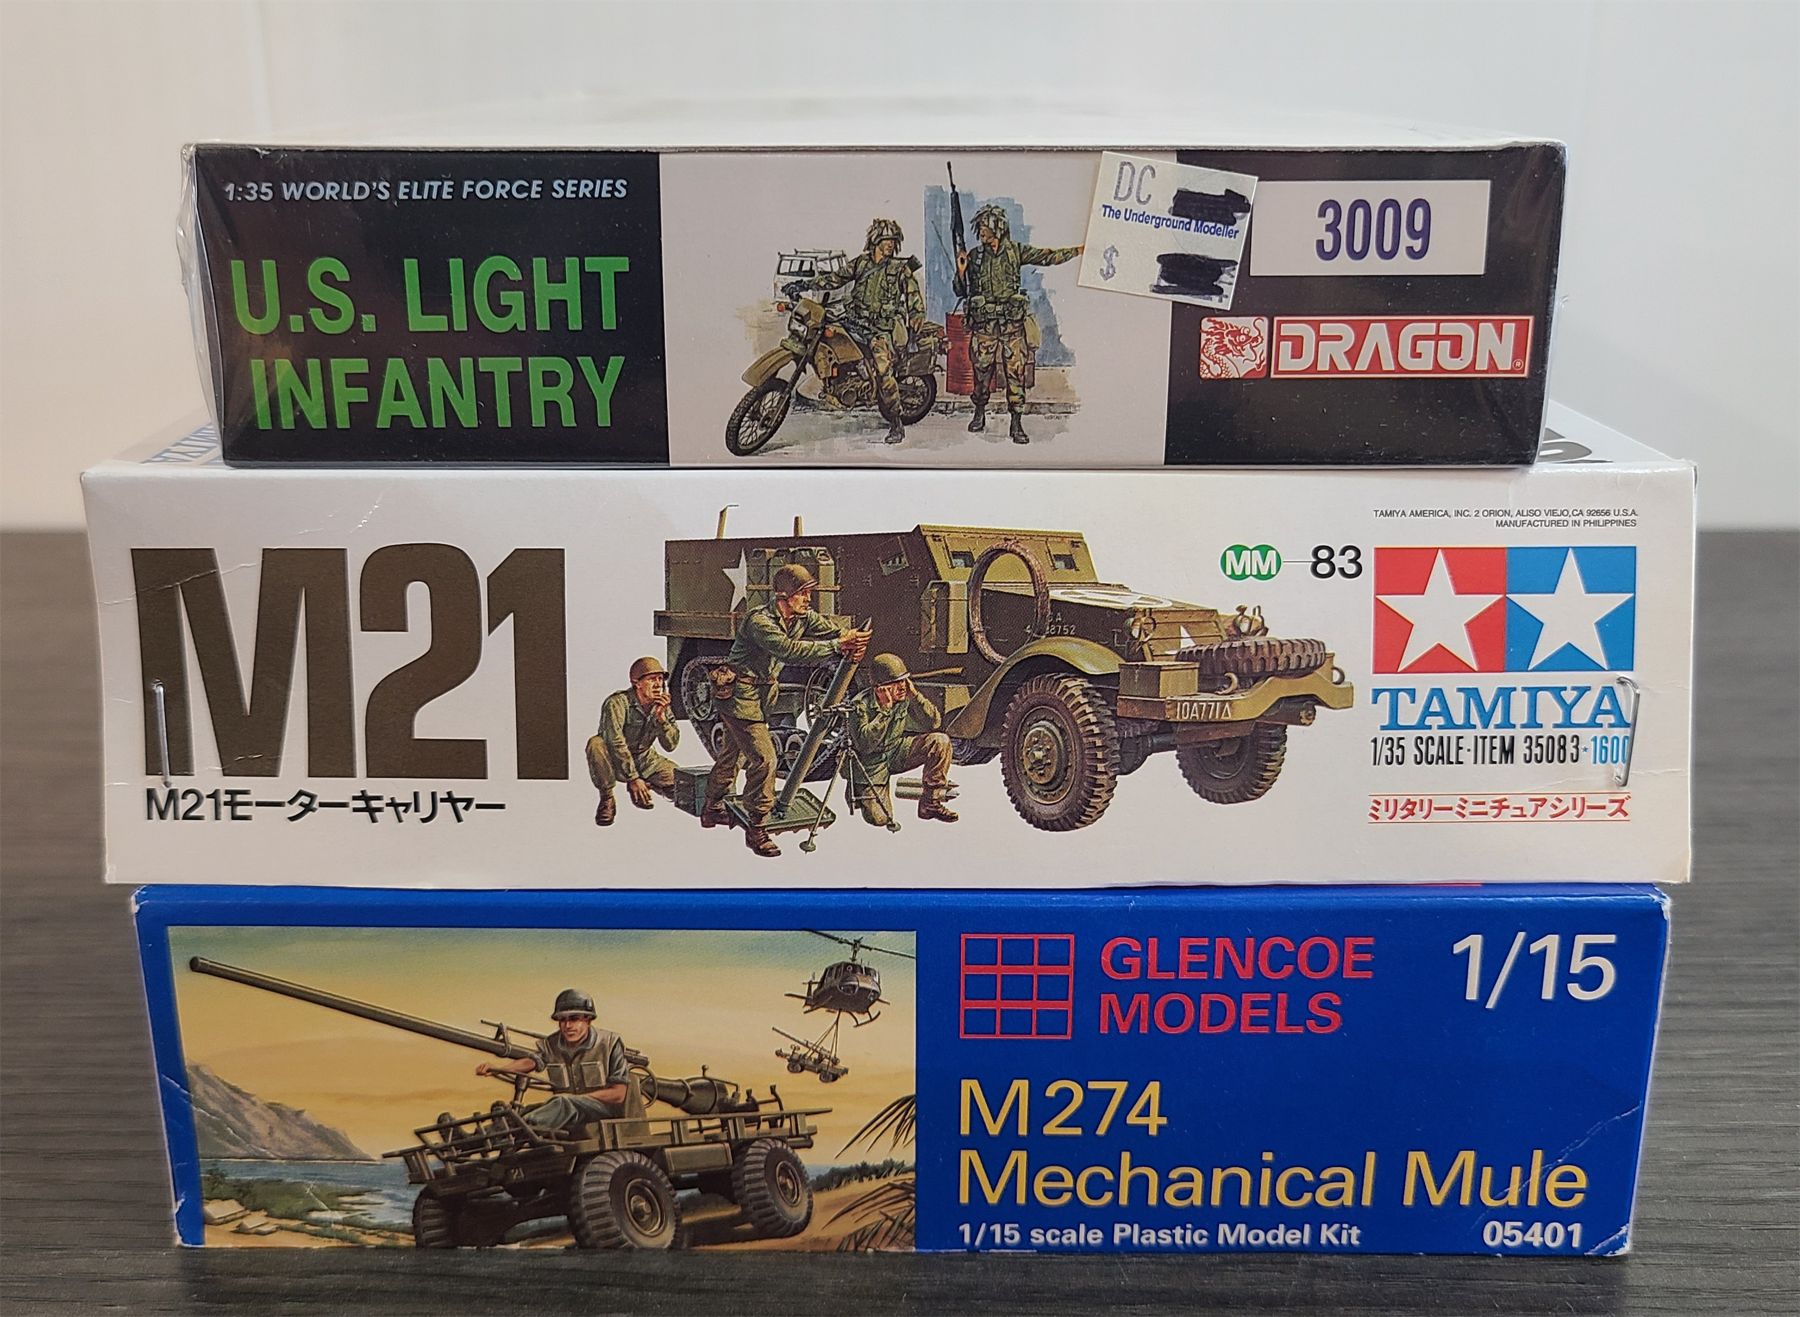 1:35 WORLD'S ELITE FORCE SERIES
U.S. LIGHT
INFANTRY
DC
The Underground Modeller
$
3009
DRAGON®
M21
M21モーターキャリヤー
TAMIYA AMERICA, INC. 2 ORION, ALISO VIEJO, CA 92656 U.S.A.
MANUFACTURED IN PHILIPPINES
MM-83
10A771Δ
TAMIYA
1/35 SCALE·ITEM 35083★1600
ミリタリーミニチュアシリーズ
GLENCOE
MODELS
1/15
M274
Mechanical Mule
1/15 scale Plastic Model Kit
05401